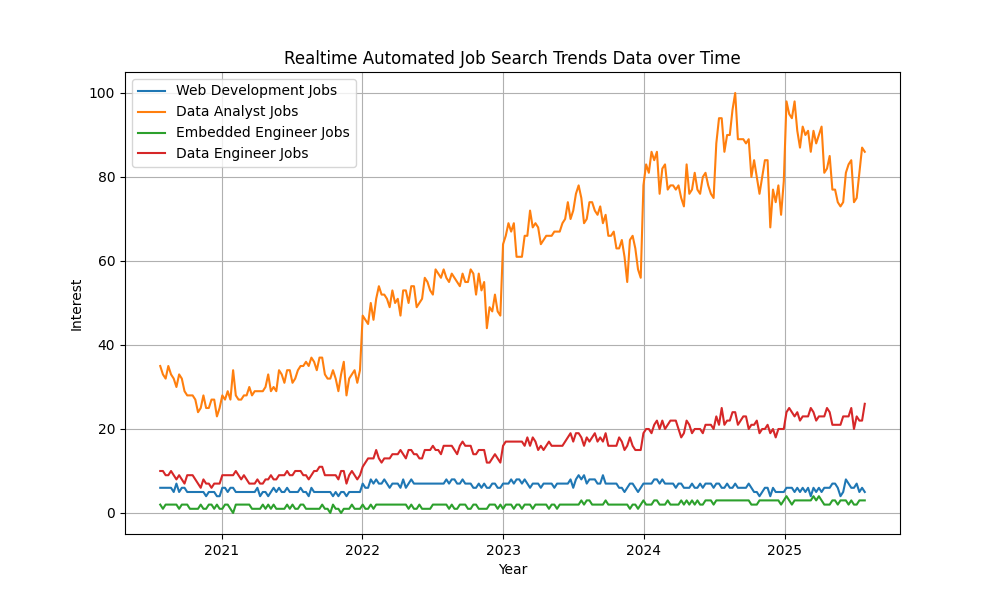 Realtime Automated Job Search Trends Data over Time
Web Development Jobs
Data Analyst Jobs
Embedded Engineer Jobs
Data Engineer Jobs
100
80
60
40
20
0
Interest
2021 2022 2023 2024 2025
Year